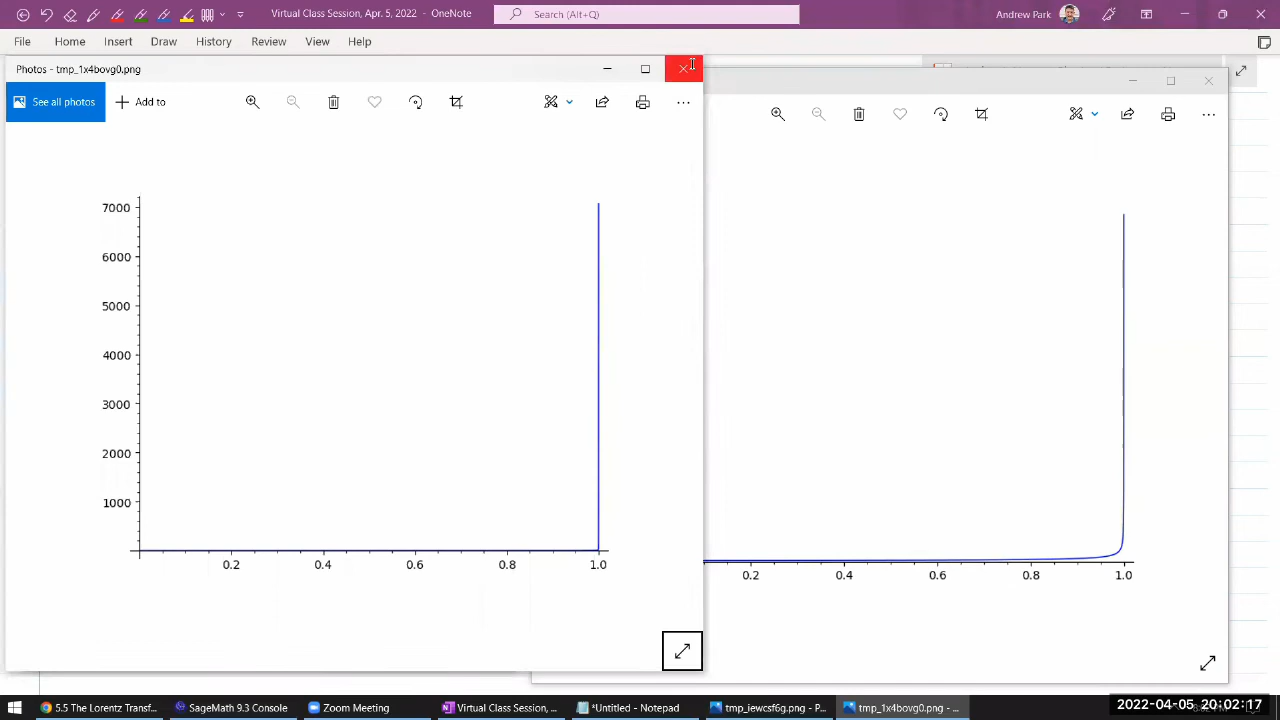 Virtual Class Session, Apr. 5, 2022 - OneNote
Search (Alt+Q)
Andrew Park
File Home Insert Draw History Review View Help
Photos - tmp_1x4bovg0.png
See all photos
Add to
7000
6000
5000
4000
3000
2000
1000
0.2 0.4 0.6 0.8 1.0
0.2 0.4 0.6 0.8 1.0
5.5 The Lorentz Transf...
SageMath 9.3 Console
Zoom Meeting
Virtual Class Session,...
*Untitled - Notepad
tmp_iewcsf6g.png - P...
tmp_1x4bovg0.png - ...
2022-04-05 20:02:17